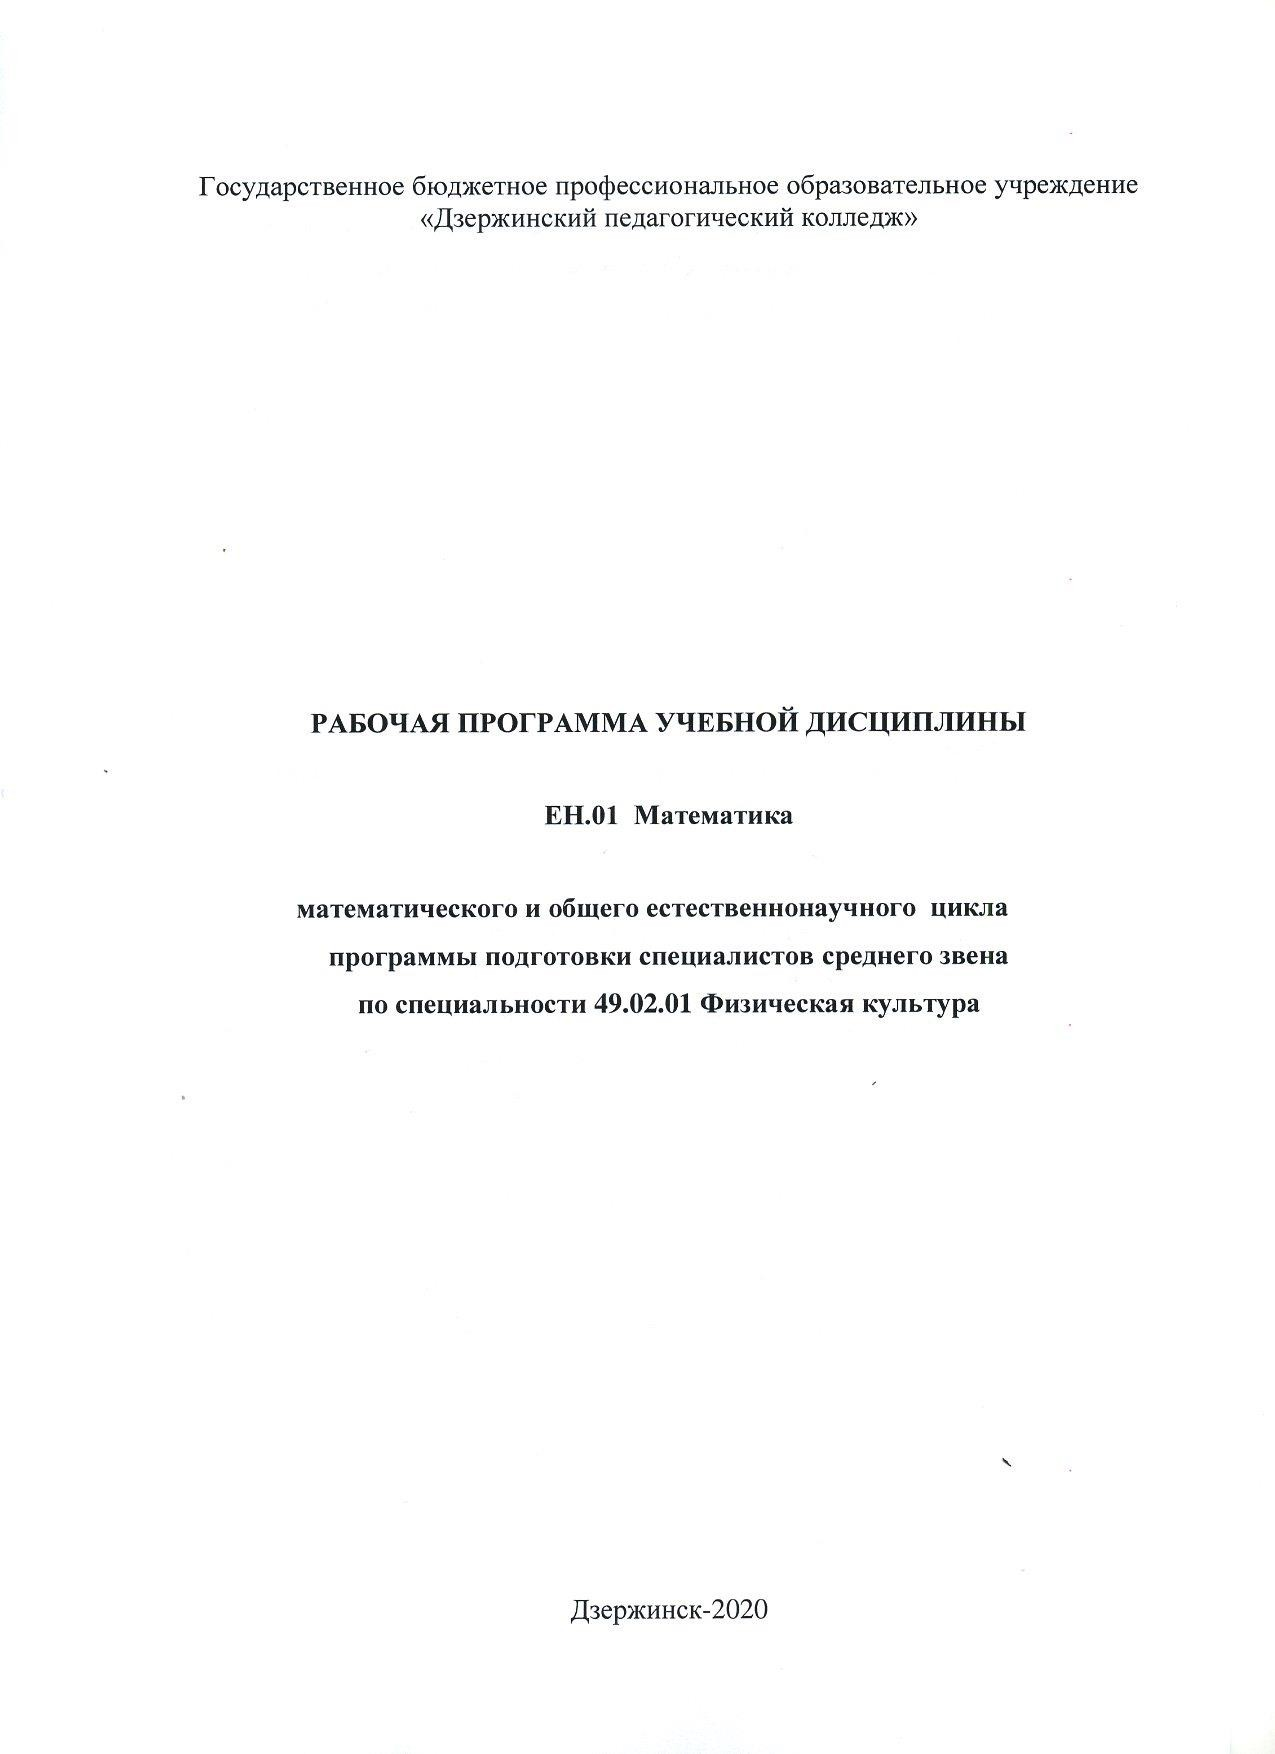 Государственное бюджетное профессиональное образовательное учреждение
«Дзержинский педагогический колледж»
РАБОЧАЯ ПРОГРАММА УЧЕБНОЙ ДИСЦИПЛИНЫ
ЕН.01 Математика
математического и общего естественнонаучного цикла
программы подготовки специалистов среднего звена
по специальности 49.02.01 Физическая культура
Дзержинск-2020